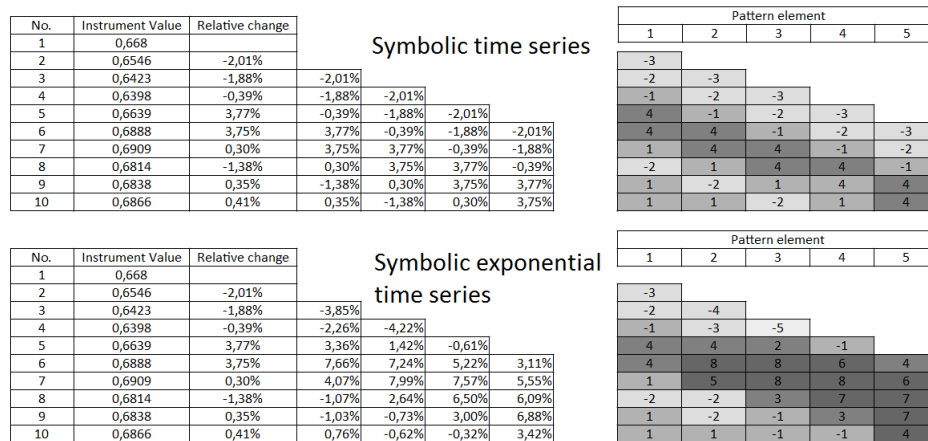 Pattern element
No. Instrument Value Relative change 1 2 3 4 5
1 0,668
Symbolic time series
2 0,6546 -2,01% -3
3 0,6423 -1,88% -2,01% -2 -3
4 0,6398 -0,39% -1,88% -2,01% -1 -2 -3
5 0,6639 3,77% -0,39% -1,88% -2,01% 4 -1 -2 -3
6 0,6888 3,75% 3,77% -0,39% -1,88% -2,01% 4 4 -1 -2 -3
7 0,6909 0,30% 3,75% 3,77% -0,39% -1,88% 1 4 4 -1 -2
8 0,6814 -1,38% 0,30% 3,75% 3,77% -0,39% -2 1 4 4 -1
9 0,6838 0,35% -1,38% 0,30% 3,75% 3,77% 1 -2 1 4 4
10 0,6866 0,41% 0,35% -1,38% 0,30% 3,75% 1 1 -2 1 4
Pattern element
No. Instrument Value Relative change 1 2 3 4 5
Symbolic exponential
time series
1 0,668
2 0,6546 -2,01% -3
3 0,6423 -1,88% -3,85% -2 -4
4 0,6398 -0,39% -2,26% -4,22% -1 -3 -5
5 0,6639 3,77% 3,36% 1,42% -0,61% 4 4 2 -1
6 0,6888 3,75% 7,66% 7,24% 5,22% 3,11% 4 8 8 6 4
7 0,6909 0,30% 4,07% 7,99% 7,57% 5,55% 1 5 8 8 6
8 0,6814 -1,38% -1,07% 2,64% 6,50% 6,09% -2 -2 3 7 7
9 0,6838 0,35% -1,03% -0,73% 3,00% 6,88% 1 -2 -1 3 7
10 0,6866 0,41% 0,76% -0,62% -0,32% 3,42% 1 1 -1 -1 4